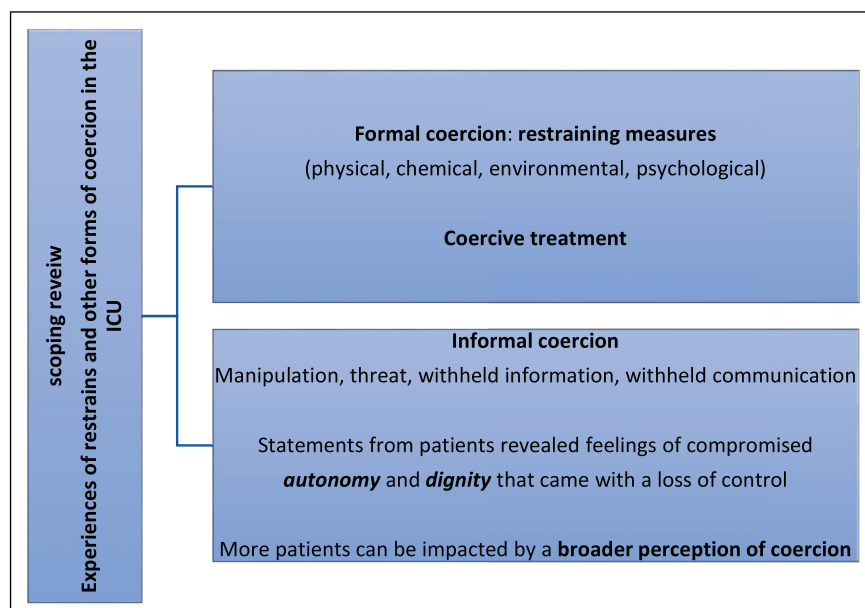 scoping reveiw
Experiences of restrains and other forms of coercion in the
ICU
Formal coercion: restraining measures
(physical, chemical, environmental, psychological)
Coercive treatment
Informal coercion
Manipulation, threat, withheld information, withheld communication
Statements from patients revealed feelings of compromised
autonomy and dignity that came with a loss of control
More patients can be impacted by a broader perception of coercion